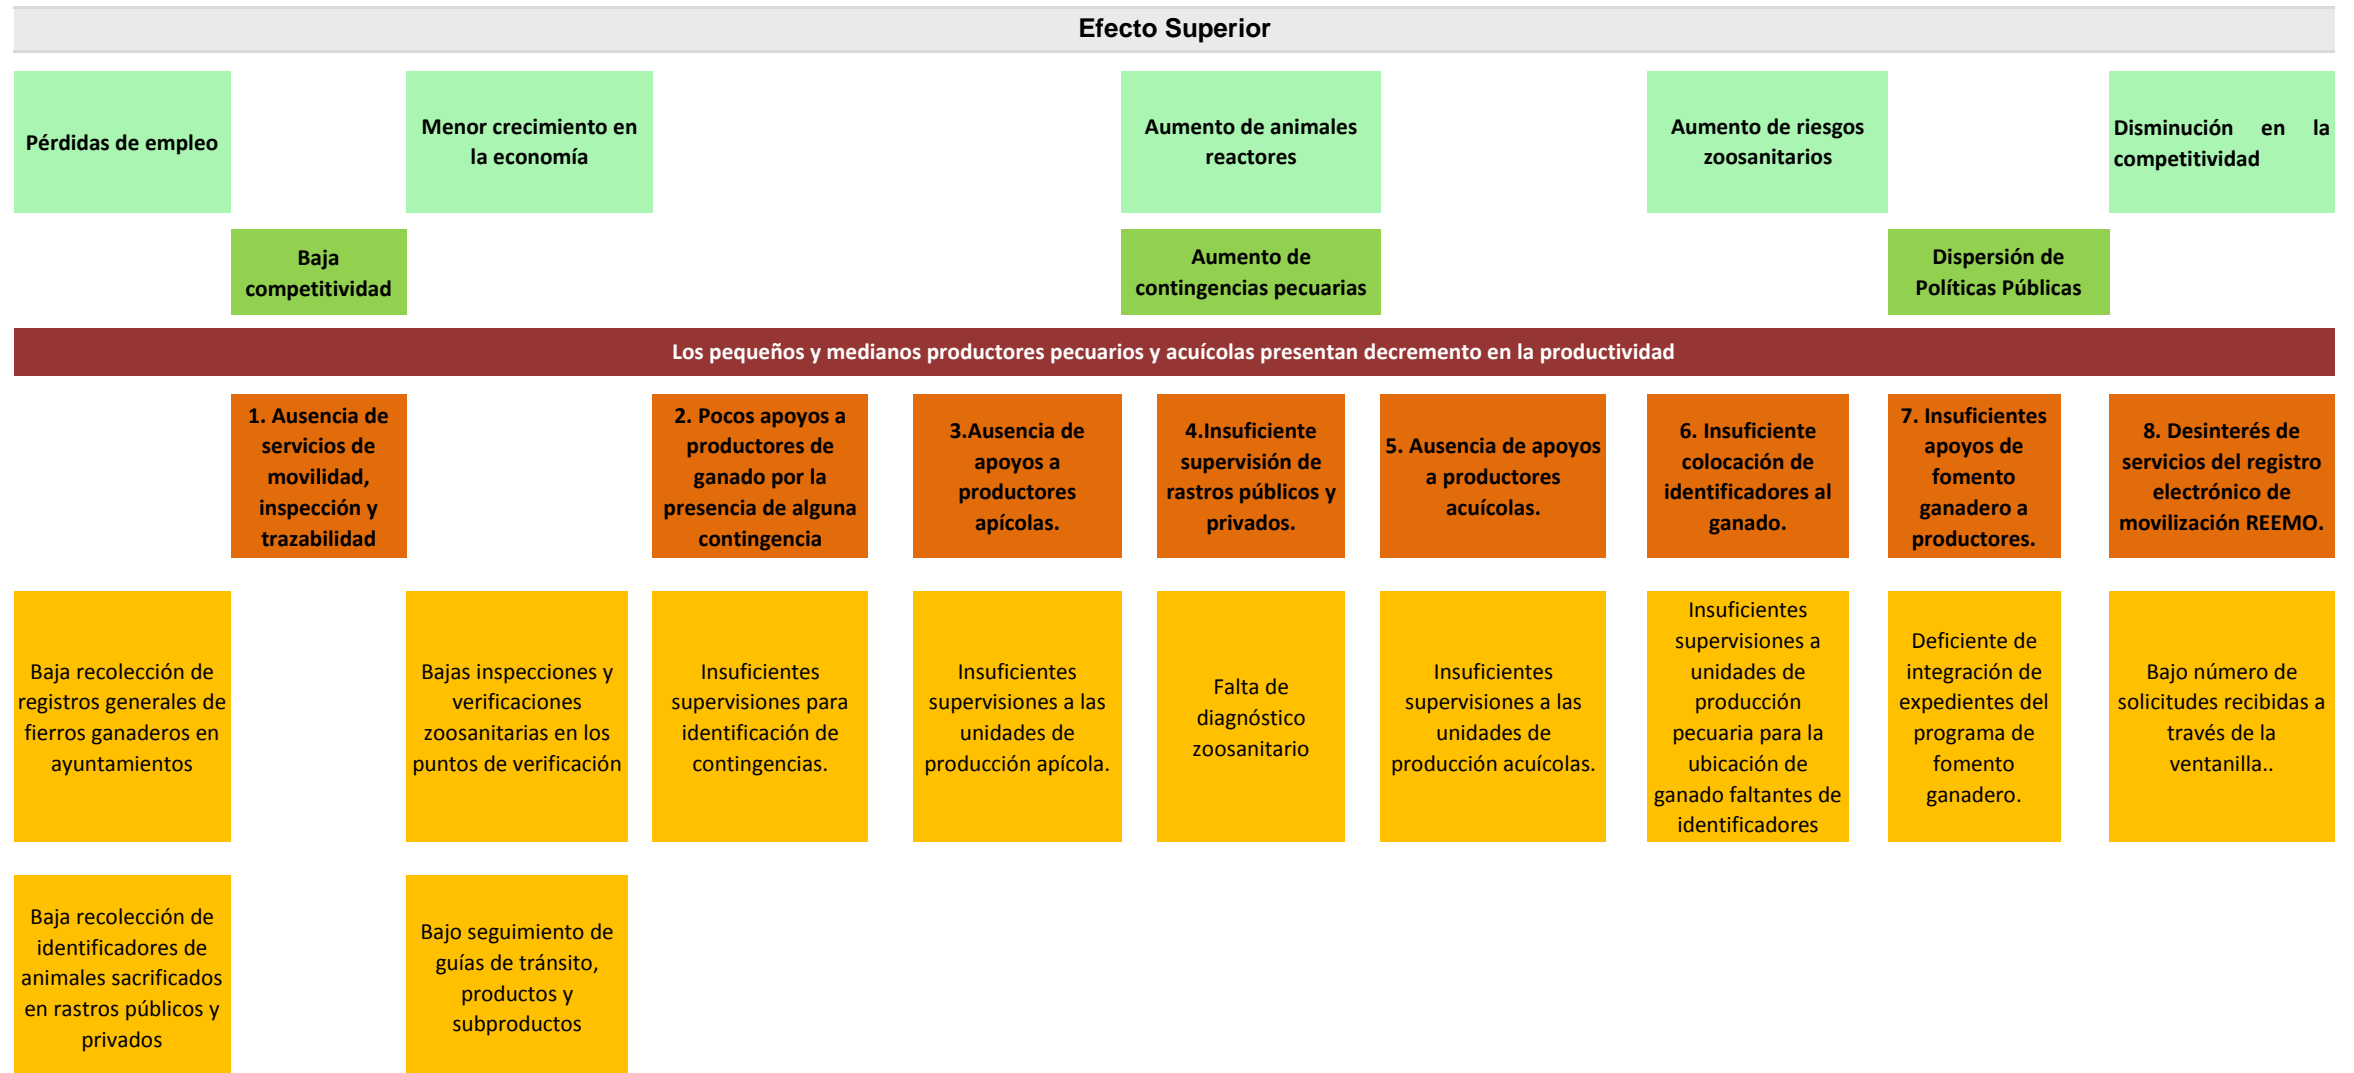 Efecto Superior
Pérdidas de empleo
Menor crecimiento en
la economía
Aumento de animales
reactores
Aumento de riesgos
zoosanitarios
Disminución en la
competitividad
Baja
competitividad
Aumento de
contingencias pecuarias
Dispersión de
Políticas Públicas
Los pequeños y medianos productores pecuarios y acuícolas presentan decremento en la productividad
1. Ausencia de
servicios de
movilidad,
inspección y
trazabilidad
2. Pocos apoyos a
productores de
ganado por la
presencia de alguna
contingencia
3.Ausencia de
apoyos a
productores
apícolas.
4.Insuficiente
supervisión de
rastros públicos y
privados.
5. Ausencia de apoyos
a productores
acuícolas.
6. Insuficiente
colocación de
identificadores al
ganado.
7. Insuficientes
apoyos de
fomento
ganadero a
productores.
8. Desinterés de
servicios del registro
electrónico de
movilización REEMO.
Baja recolección de
registros generales de
fierros ganaderos en
ayuntamientos
Bajas inspecciones y
verificaciones
zoosanitarias en los
puntos de verificación
Insuficientes
supervisiones para
identificación de
contingencias.
Insuficientes
supervisiones a las
unidades de
producción apícola.
Falta de
diagnóstico
zoosanitario
Insuficientes
supervisiones a las
unidades de
producción acuícolas.
Insuficientes
supervisiones a
unidades de
producción
pecuaria para la
ubicación de
ganado faltantes de
identificadores
Deficiente de
integración de
expedientes del
programa de
fomento
ganadero.
Bajo número de
solicitudes recibidas a
través de la
ventanilla..
Baja recolección de
identificadores de
animales sacrificados
en rastros públicos y
privados
Bajo seguimiento de
guías de tránsito,
productos y
subproductos